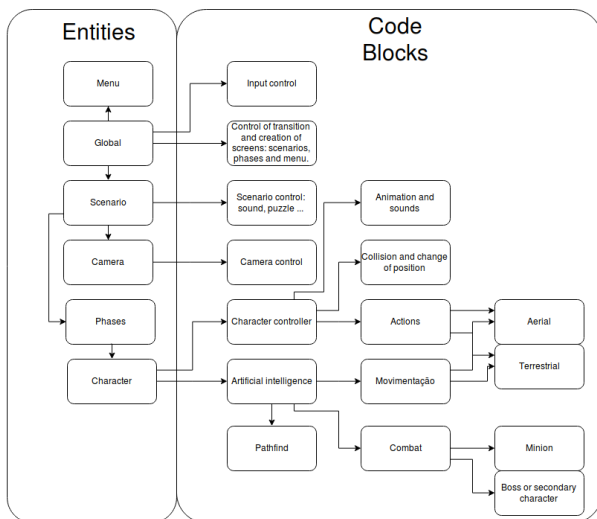 Entities
Code
Blocks
Menu
Input control
Global
Control of transition
and creation of
screens: scenarios,
phases and menu.
Scenario
Scenario control:
sound, puzzle ...
Animation and
sounds
Camera
Camera control
Collision and change
of position
Phases
Character controller
Actions
Aerial
Terrestrial
Character
Artificial intelligence
Movimentação
Pathfind
Combat
Minion
Boss or secondary
character